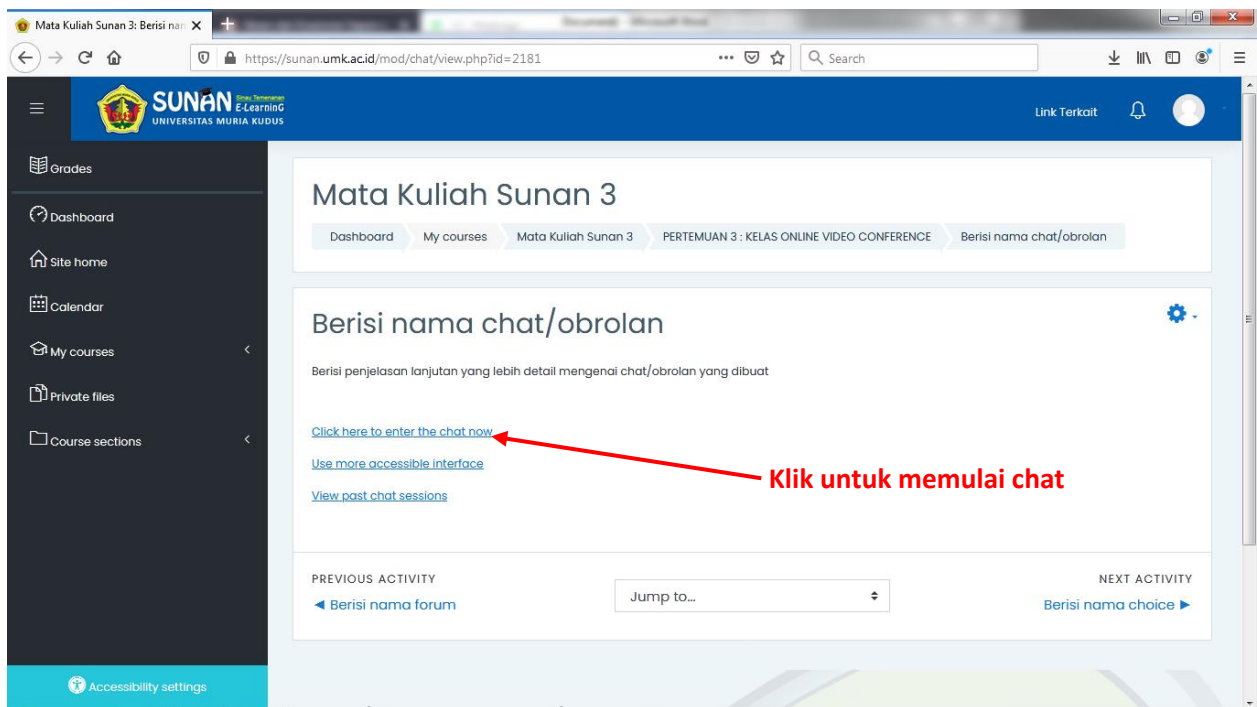 Mata Kuliah Sunan 3: Berisi nar
https://sunan.umk.ac.id/mod/chat/view.php?id=2181
Search
SUNAN Sinau Temenanan E-Learning
UNIVERSITAS MURIA KUDUS
Link Terkait
Grades
Dashboard
Site home
Calendar
My courses
Private files
Course sections
Accessibility settings
Mata Kuliah Sunan 3
Dashboard My courses Mata Kuliah Sunan 3 PERTEMUAN 3 : KELAS ONLINE VIDEO CONFERENCE Berisi nama chat/obrolan
Berisi nama chat/obrolan
Berisi penjelasan lanjutan yang lebih detail mengenai chat/obrolan yang dibuat
Click here to enter the chat now
Use more accessible interface
View past chat sessions
Klik untuk memulai chat
PREVIOUS ACTIVITY
◄ Berisi nama forum
Jump to...
NEXT ACTIVITY
Berisi nama choice ►